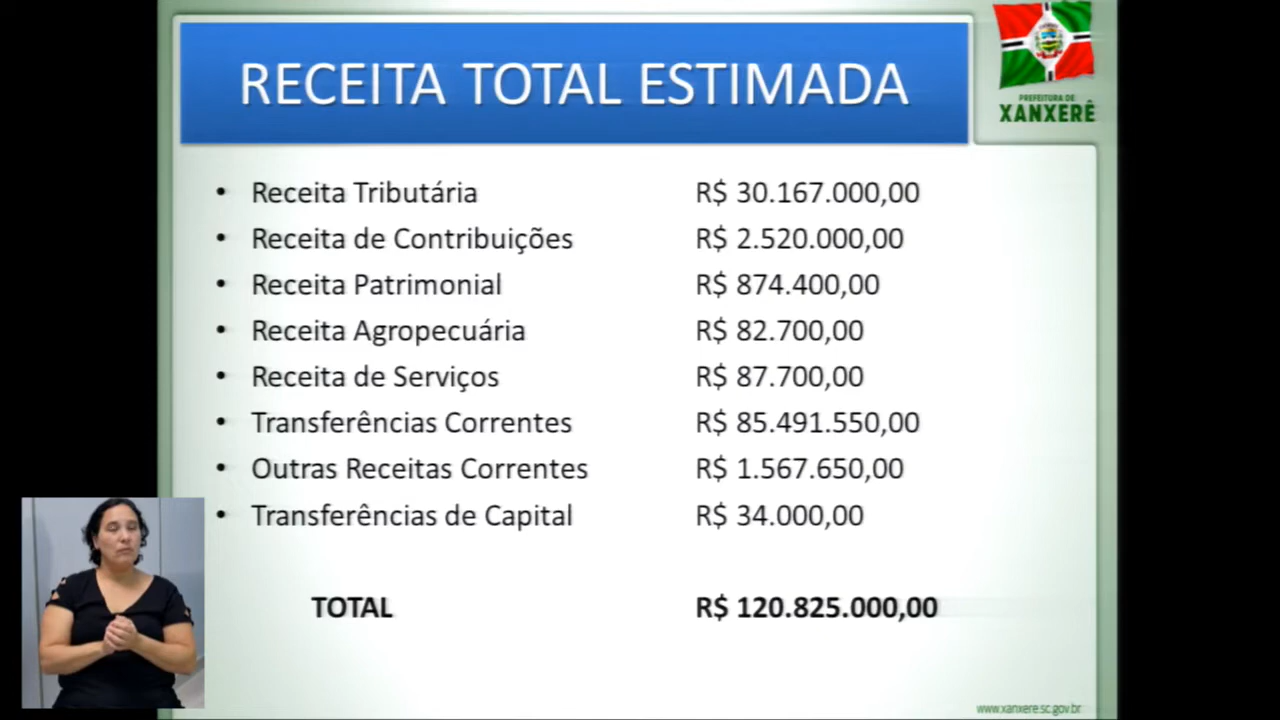 RECEITA TOTAL ESTIMADA
PREFEITURA DE
XANXERÊ
• Receita Tributária R$ 30.167.000,00
• Receita de Contribuições R$ 2.520.000,00
• Receita Patrimonial R$ 874.400,00
• Receita Agropecuária R$ 82.700,00
• Receita de Serviços R$ 87.700,00
• Transferências Correntes R$ 85.491.550,00
• Outras Receitas Correntes R$ 1.567.650,00
• Transferências de Capital R$ 34.000,00
TOTAL R$ 120.825.000,00
www.xanxere.sc.gov.br